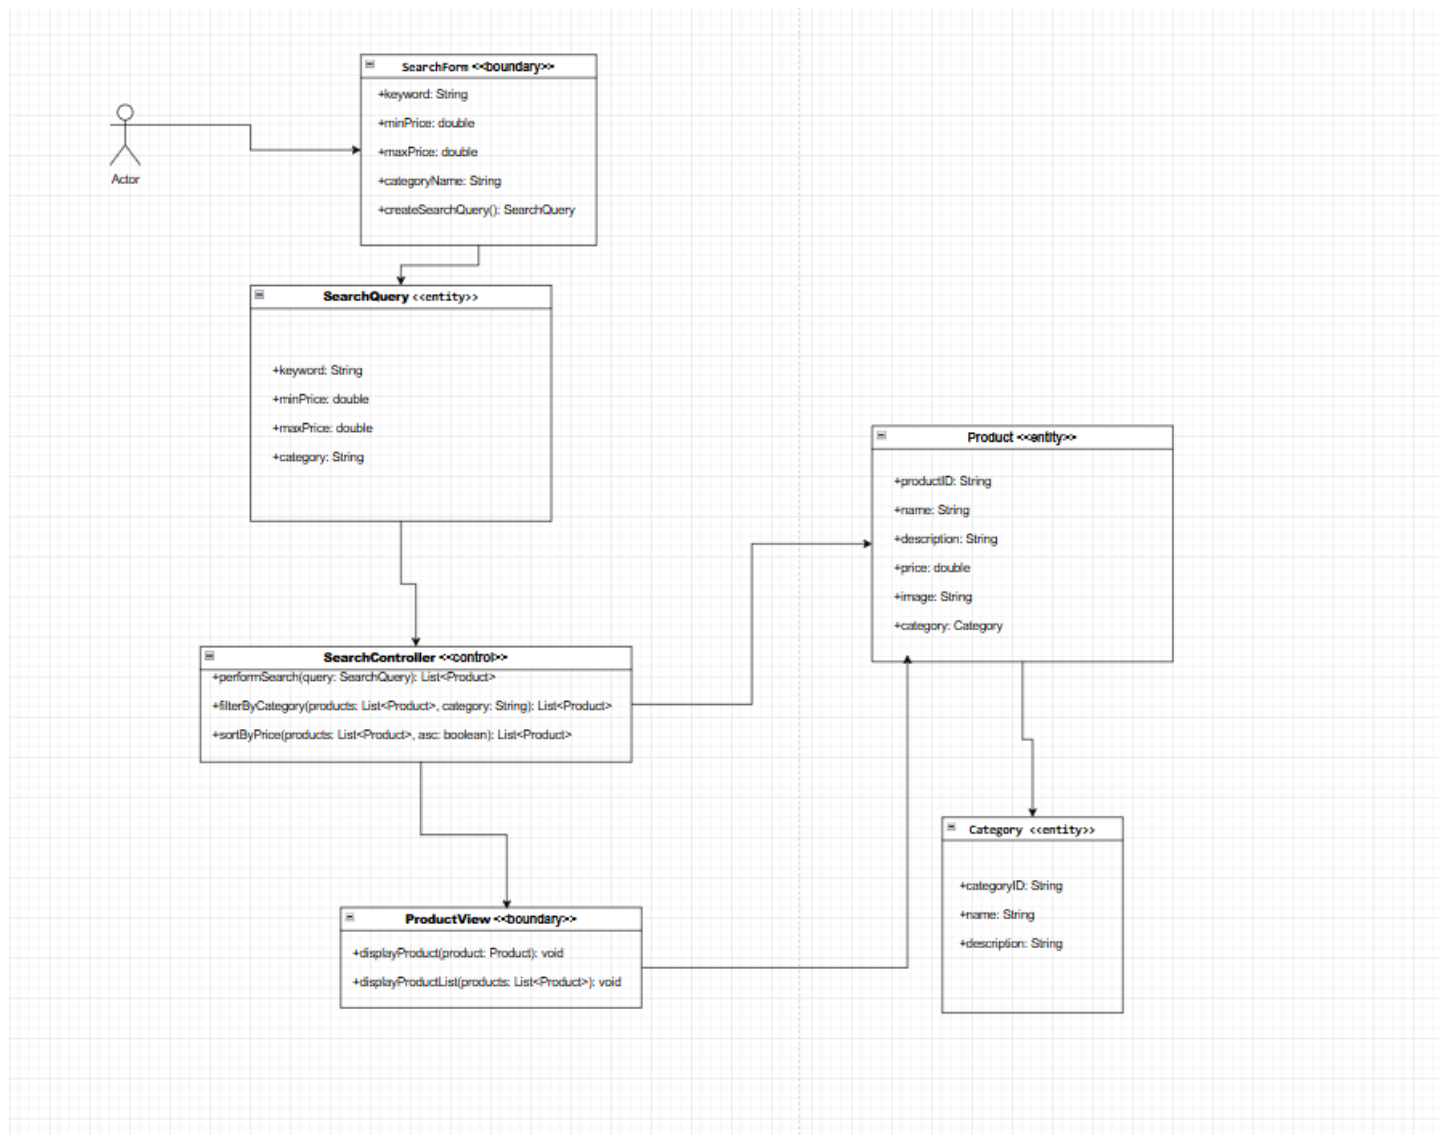 SearchForm <<boundary>>
+keyword: String
+minPrice: double
+maxPrice: double
+categoryName: String
+createSearchQuery(): SearchQuery
Actor
SearchQuery <<entity>>
+keyword: String
+minPrice: double
+maxPrice: double
+category: String
Product <<entity>>
+productID: String
+name: String
+description: String
+price: double
+image: String
+category: Category
SearchController <<control>>
+performSearch(query: SearchQuery): List<Product>
+filterByCategory(products: List<Product>, category: String): List<Product>
+sortByPrice(products: List<Product>, asc: boolean): List<Product>
Category <<entity>>
+categoryID: String
+name: String
+description: String
ProductView <<boundary>>
+displayProduct(product: Product): void
+displayProductList(products: List<Product>): void